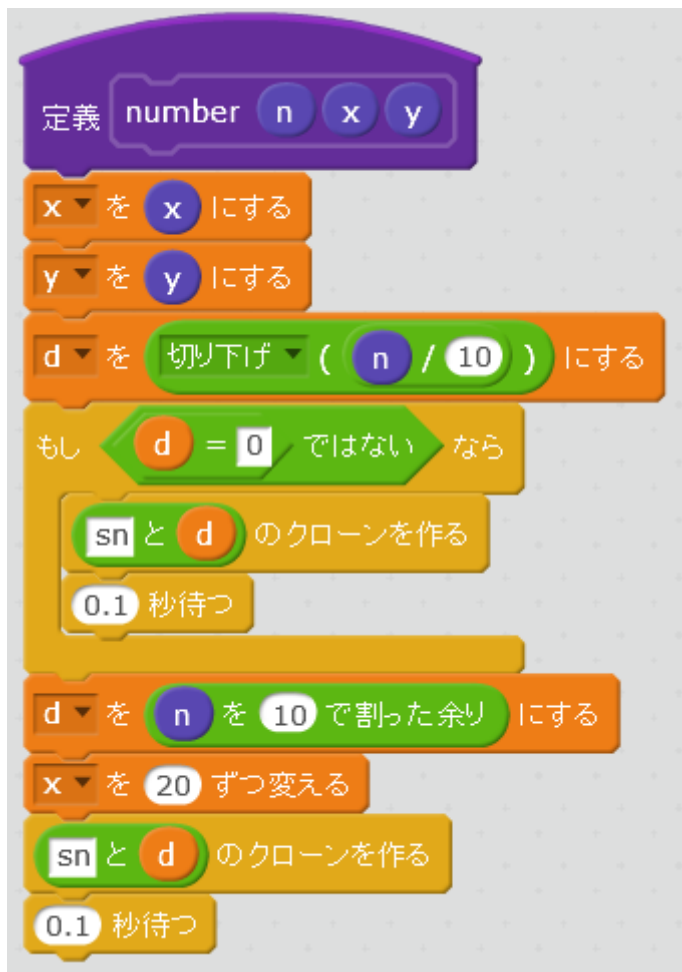 定義 number n x y
x ▼ を x にする
y ▼ を y にする
d ▼ を 切り下げ ▼ ( n / 10 ) にする
もし d = 0 ではない なら
sn と d のクローンを作る
0.1 秒待つ
d ▼ を n を 10 で割った余り にする
x ▼ を 20 ずつ変える
sn と d のクローンを作る
0.1 秒待つ